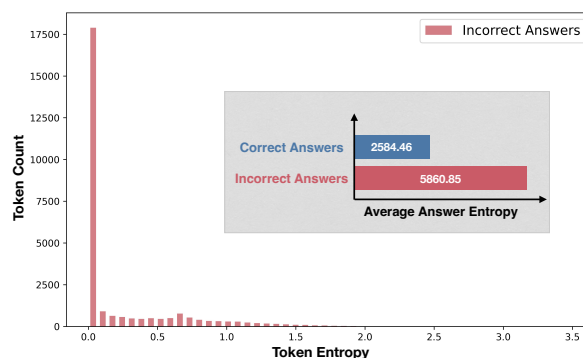 Incorrect Answers
17500
15000
12500
10000
7500
5000
2500
0
Token Count
Correct Answers 2584.46
Incorrect Answers 5860.85
Average Answer Entropy
0.0 0.5 1.0 1.5 2.0 2.5 3.0 3.5
Token Entropy